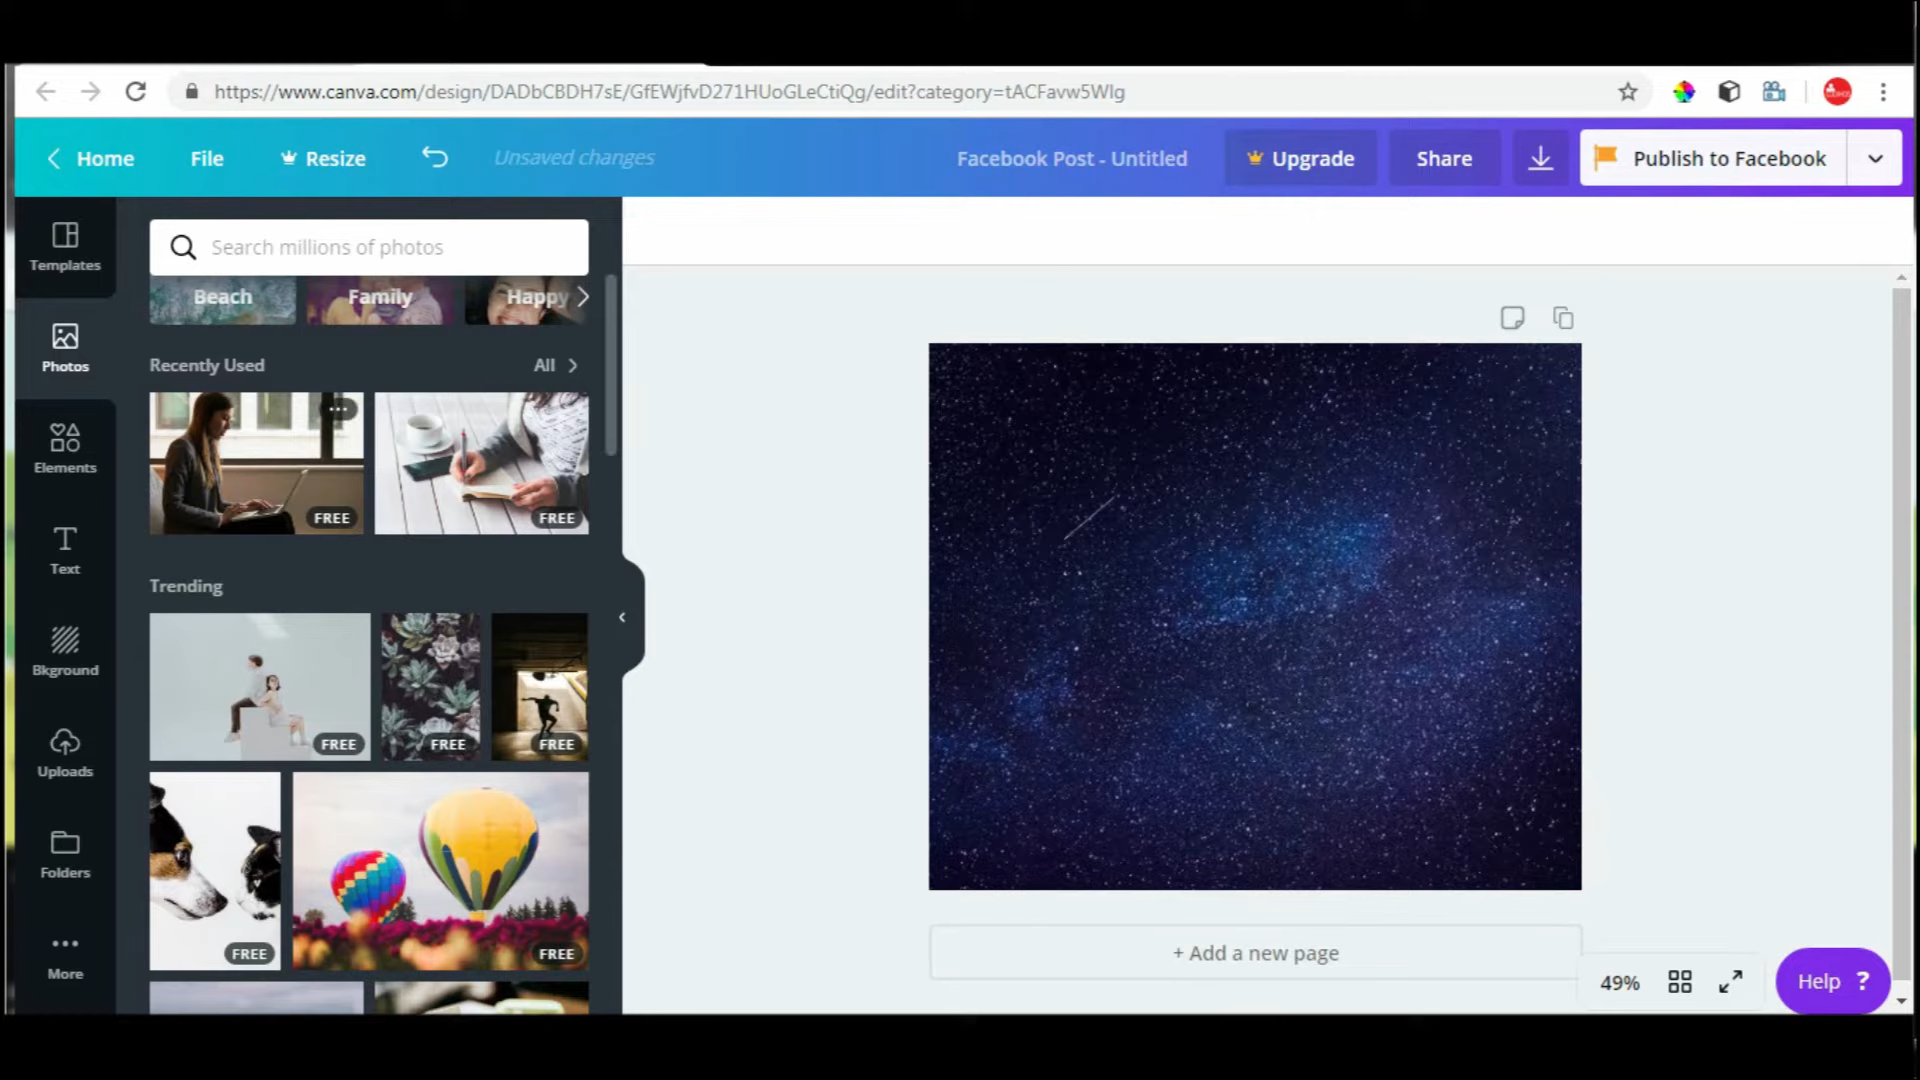 https://www.canva.com/design/DADbCBDH7sE/GfEWjfvD271HUoGLeCtiQg/edit?category=tACFavw5WIg
Home
File
Resize
Unsaved changes
Facebook Post - Untitled
Upgrade
Share
Publish to Facebook
Templates
Photos
Elements
Text
Bkground
Uploads
Folders
More
Search millions of photos
Beach
Family
Happy
Recently Used
All
FREE
FREE
Trending
FREE
FREE
FREE
FREE
FREE
+ Add a new page
49%
Help ?